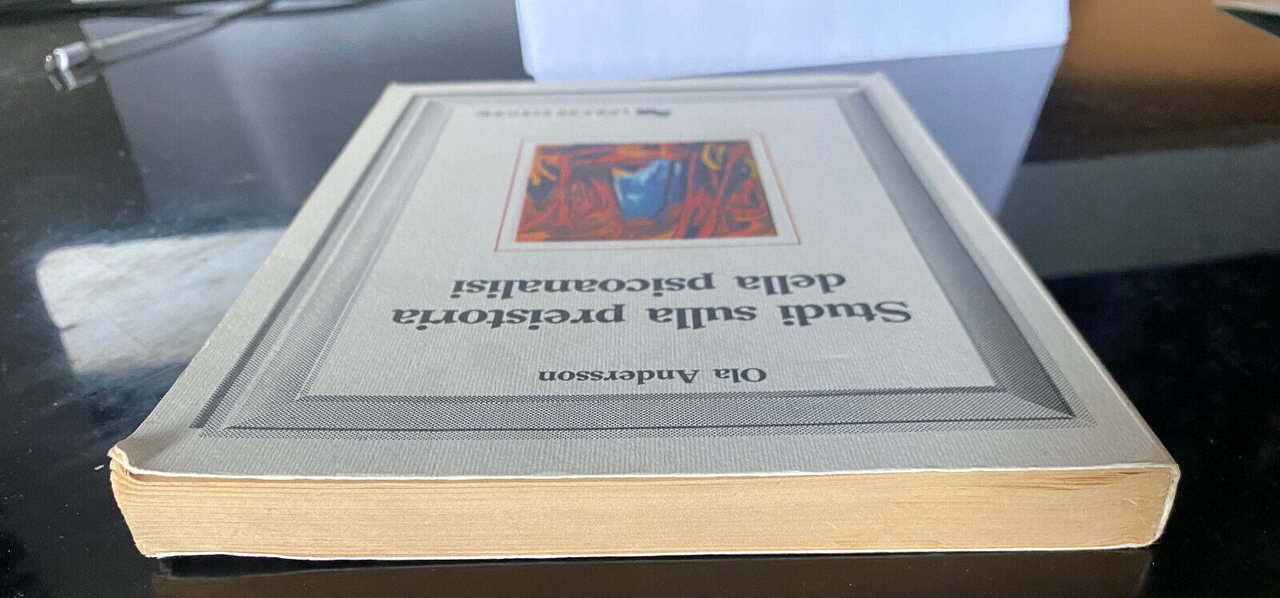 Ola Andersson
Studi sulla preistoria
della psicoanalisi